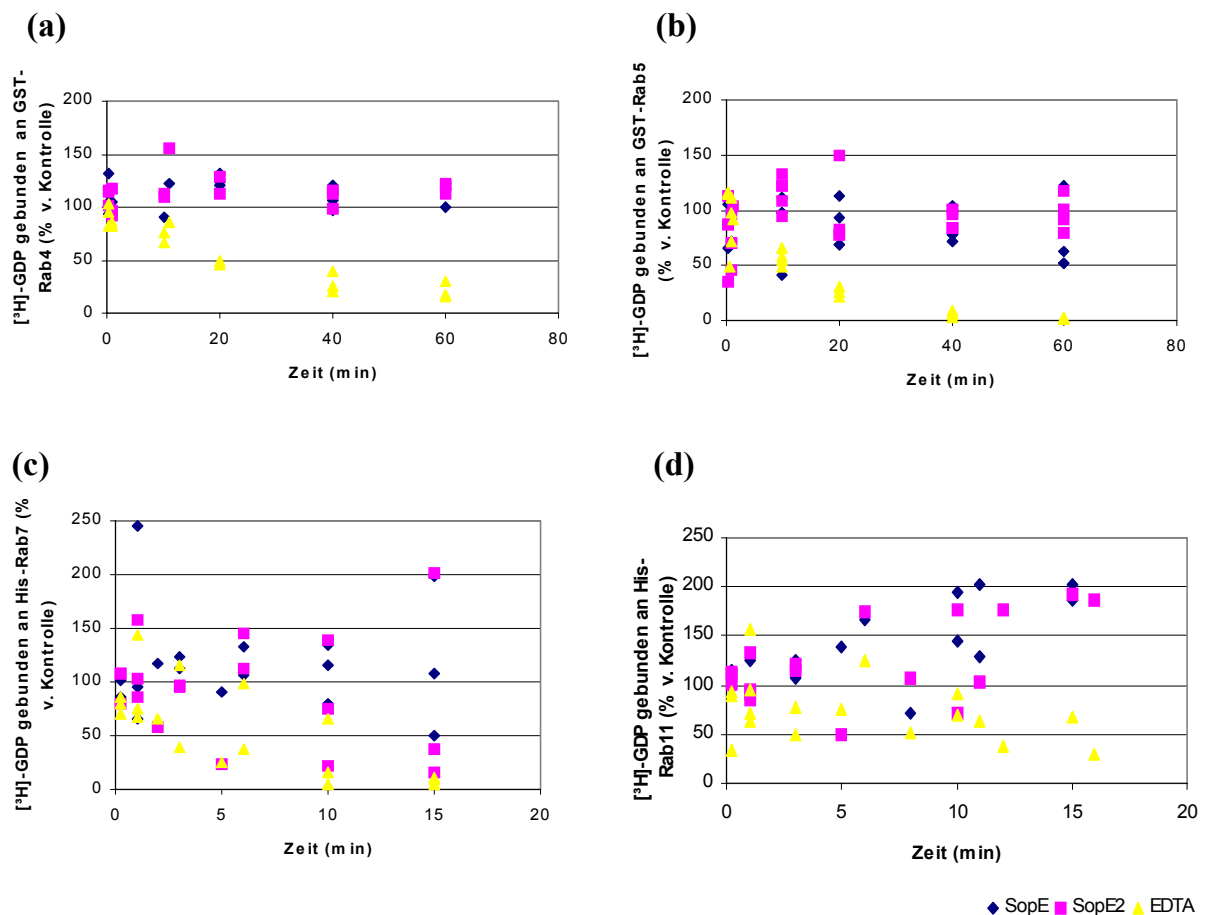 (a)
[³H]-GDP gebunden an GST-
Rab4 (% v. Kontrolle)
200
150
100
50
0
0 20 40 60 80
Zeit (min)
(b)
[³H]-GDP gebunden an GST-Rab5
(% v. Kontrolle)
200
150
100
50
0
0 20 40 60 80
Zeit (min)
(c)
[³H]-GDP gebunden an His-Rab7 (%
v. Kontrolle)
250
200
150
100
50
0
0 5 10 15 20
Zeit (min)
(d)
[³H]-GDP gebunden an His-
Rab11 (% v. Kontrolle)
250
200
150
100
50
0
0 5 10 15 20
Zeit (min)
SopE SopE2 EDTA